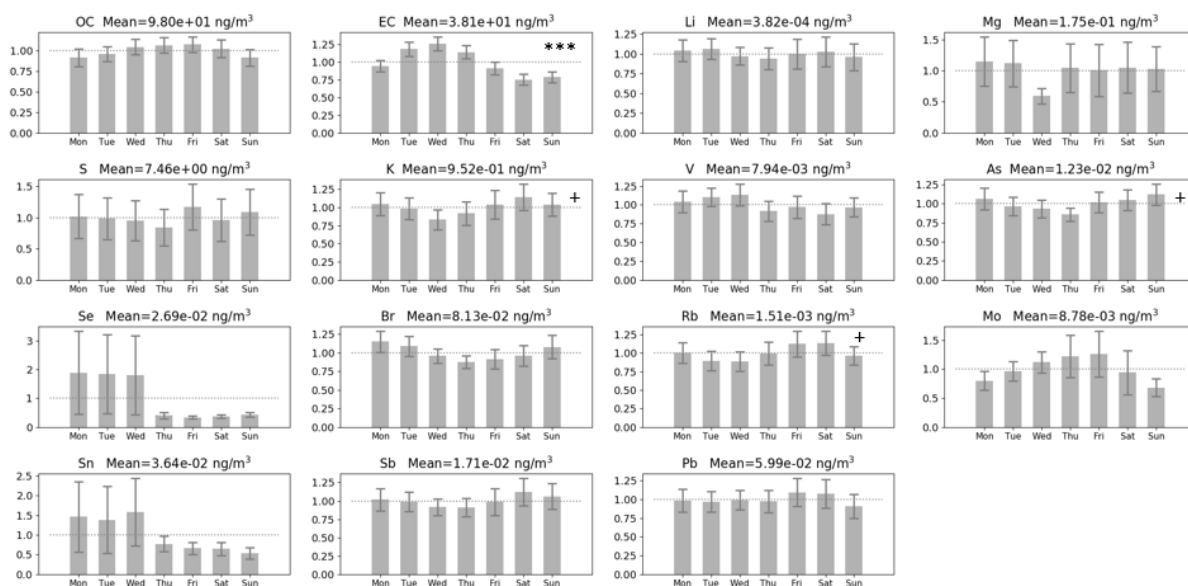 OC Mean=9.80e+01 ng/m³
1.00
0.75
0.50
0.25
0.00
Mon Tue Wed Thu Fri Sat Sun
EC Mean=3.81e+01 ng/m³
1.25
1.00
0.75
0.50
0.25
0.00
***
Mon Tue Wed Thu Fri Sat Sun
Li Mean=3.82e-04 ng/m³
1.25
1.00
0.75
0.50
0.25
0.00
Mon Tue Wed Thu Fri Sat Sun
Mg Mean=1.75e-01 ng/m³
1.5
1.0
0.5
0.0
Mon Tue Wed Thu Fri Sat Sun
S Mean=7.46e+00 ng/m³
1.5
1.0
0.5
0.0
Mon Tue Wed Thu Fri Sat Sun
K Mean=9.52e-01 ng/m³
1.25
1.00
0.75
0.50
0.25
0.00
+
Mon Tue Wed Thu Fri Sat Sun
V Mean=7.94e-03 ng/m³
1.25
1.00
0.75
0.50
0.25
0.00
Mon Tue Wed Thu Fri Sat Sun
As Mean=1.23e-02 ng/m³
1.25
1.00
0.75
0.50
0.25
0.00
+
Mon Tue Wed Thu Fri Sat Sun
Se Mean=2.69e-02 ng/m³
3
2
1
0
Mon Tue Wed Thu Fri Sat Sun
Br Mean=8.13e-02 ng/m³
1.25
1.00
0.75
0.50
0.25
0.00
Mon Tue Wed Thu Fri Sat Sun
Rb Mean=1.51e-03 ng/m³
1.25
1.00
0.75
0.50
0.25
0.00
+
Mon Tue Wed Thu Fri Sat Sun
Mo Mean=8.78e-03 ng/m³
1.5
1.0
0.5
0.0
Mon Tue Wed Thu Fri Sat Sun
Sn Mean=3.64e-02 ng/m³
2.5
2.0
1.5
1.0
0.5
0.0
Mon Tue Wed Thu Fri Sat Sun
Sb Mean=1.71e-02 ng/m³
1.25
1.00
0.75
0.50
0.25
0.00
Mon Tue Wed Thu Fri Sat Sun
Pb Mean=5.99e-02 ng/m³
1.25
1.00
0.75
0.50
0.25
0.00
Mon Tue Wed Thu Fri Sat Sun